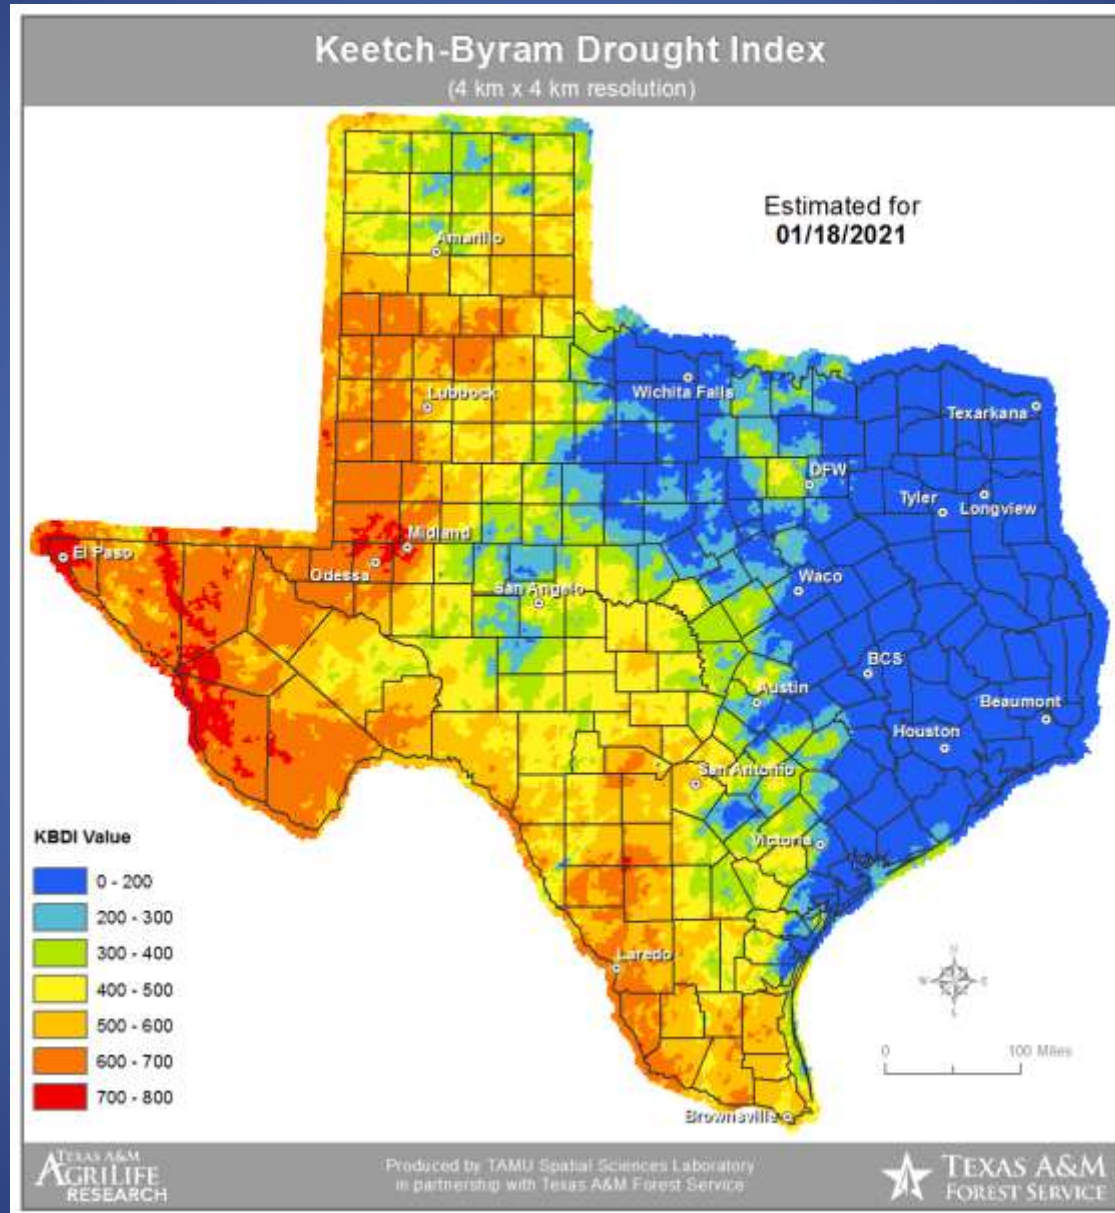 Keetch-Byram Drought Index
(4 km x 4 km resolution)
Estimated for
01/18/2021
Amarillo
Lubbock
Wichita Falls
Texarkana
DFW
Tyler
Longview
Midland
El Paso
Odessa
San Angelo
Waco
BCS
Austin
Beaumont
Houston
San Antonio
Victoria
Laredo
Brownsville
KBDI Value
0 - 200
200 - 300
300 - 400
400 - 500
500 - 600
600 - 700
700 - 800
N
W E
S
0 100 Miles
TEXAS A&M
AGRILIFE
RESEARCH
Produced by TAMU Spatial Sciences Laboratory
in partnership with Texas A&M Forest Service
TEXAS A&M
FOREST SERVICE